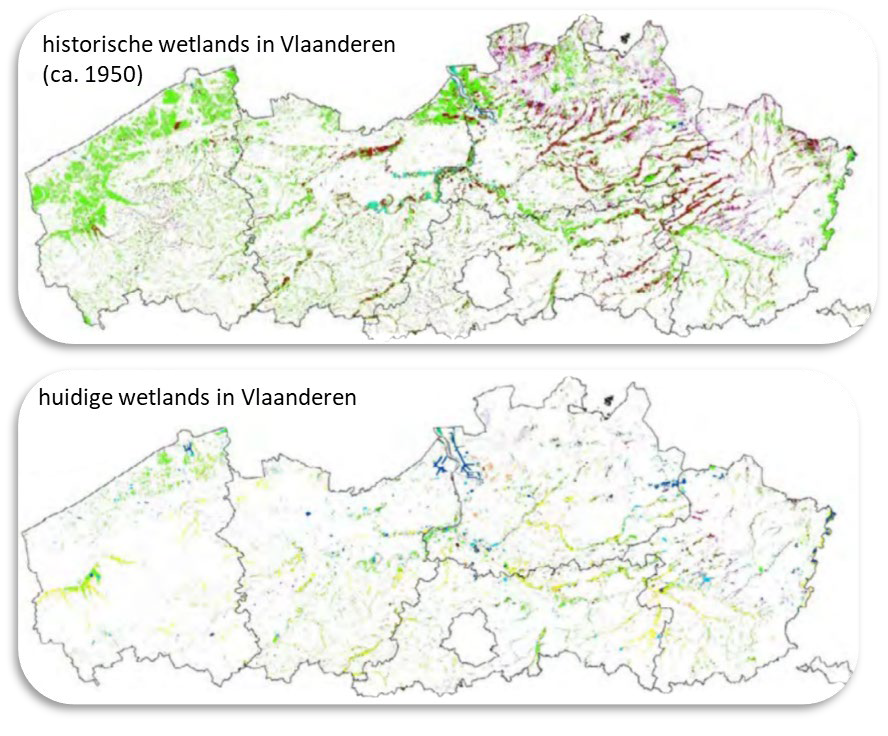 historische wetlands in Vlaanderen
(ca. 1950)
huidige wetlands in Vlaanderen